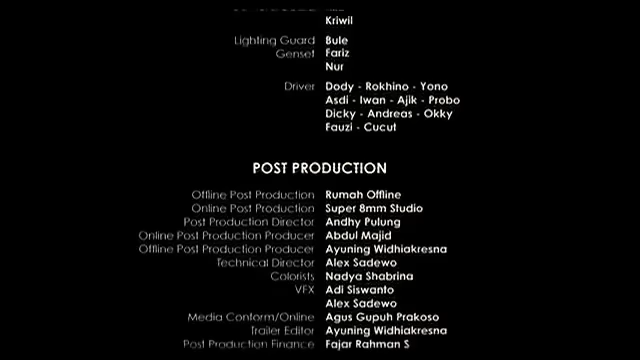 Kriwil
Lighting Guard Bule
Genset Fariz
Nur
Driver Dody - Rokhino - Yono
Asdi - Iwan - Ajik - Probo
Dicky - Andreas - Okky
Fauzi - Cucut
POST PRODUCTION
Offline Post Production Rumah Offline
Online Post Production Super 8mm Studio
Post Production Director Andhy Pulung
Online Post Production Producer Abdul Majid
Offline Post Production Producer Ayuning Widhiakresna
Technical Director Alex Sadewo
Colorists Nadya Shabrina
VFX Adi Siswanto
Alex Sadewo
Media Conform/Online Agus Gupuh Prakoso
Trailer Editor Ayuning Widhiakresna
Post Production Finance Fajar Rahman S